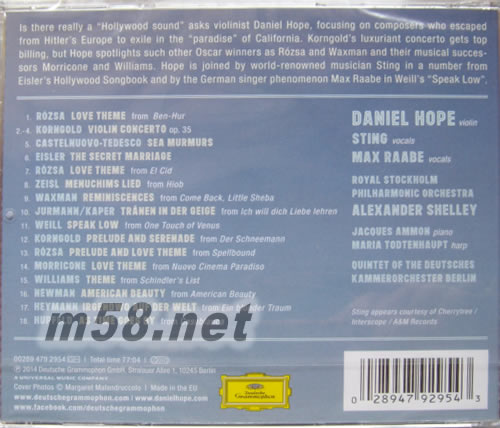 Is there really a "Hollywood sound" asks violinist Daniel Hope, focusing on composers who escaped
from Hitler's Europe to exile in the "paradise" of California. Korngold's luxuriant concerto gets top
billing, but Hope spotlights such other Oscar winners as Rózsa and Waxman and their musical succes-
sors Morricone and Williams. Hope is joined by world-renowned musician Sting in a number from
Eisler's Hollywood Songbook and by the German singer phenomenon Max Raabe in Weill's "Speak Low".
1. RÓZSA LOVE THEME from Ben-Hur
2.-4. KORNGOLD VIOLIN CONCERTO op. 35
5. CASTELNUOVO-TEDESCO SEA MURMURS
6. EISLER THE SECRET MARRIAGE
7. RÓZSA LOVE THEME from El Cid
8. ZEISL MENUCHIMS LIED from Hiob
9. WAXMAN REMINISCENCES from Come Back, Little Sheba
10. JURMANN/KAPER TRÄNEN IN DER GEIGE from Ich will dich Liebe lehren
11. WEILL SPEAK LOW from One Touch of Venus
12. KORNGOLD PRELUDE AND SERENADE from Der Schneemann
13. RÓZSA PRELUDE AND LOVE THEME from Spellbound
14. MORRICONE LOVE THEME from Nuovo Cinema Paradiso
15. WILLIAMS THEME from Schindler's List
16. NEWMAN AMERICAN BEAUTY from American Beauty
17. HEYMANN DER WELT from Ein Traum
18.
DANIEL HOPE violin
STING vocals
MAX RAABE vocals
ROYAL STOCKHOLM
PHILHARMONIC ORCHESTRA
ALEXANDER SHELLEY
JACQUES AMMON piano
MARIA TODTENHAUPT harp
QUINTET OF THE DEUTSCHES
KAMMERORCHESTER BERLIN
Sting appears courtesy of Cherrytree /
Interscope / A&M Records
m58.net
00289 479 2954 Total time 77:04
℗ 2014 Deutsche Grammophon GmbH, Stralauer Allee 1, 10245 Berlin
A UNIVERSAL MUSIC COMPANY
Cover Photos © Margaret Malandruccolo Made in the EU
www.deutschegrammophon.com www.danielhope.com
www.facebook.com/deutschegrammophon
Deutsche
Grammophon
0 28947 92954 3